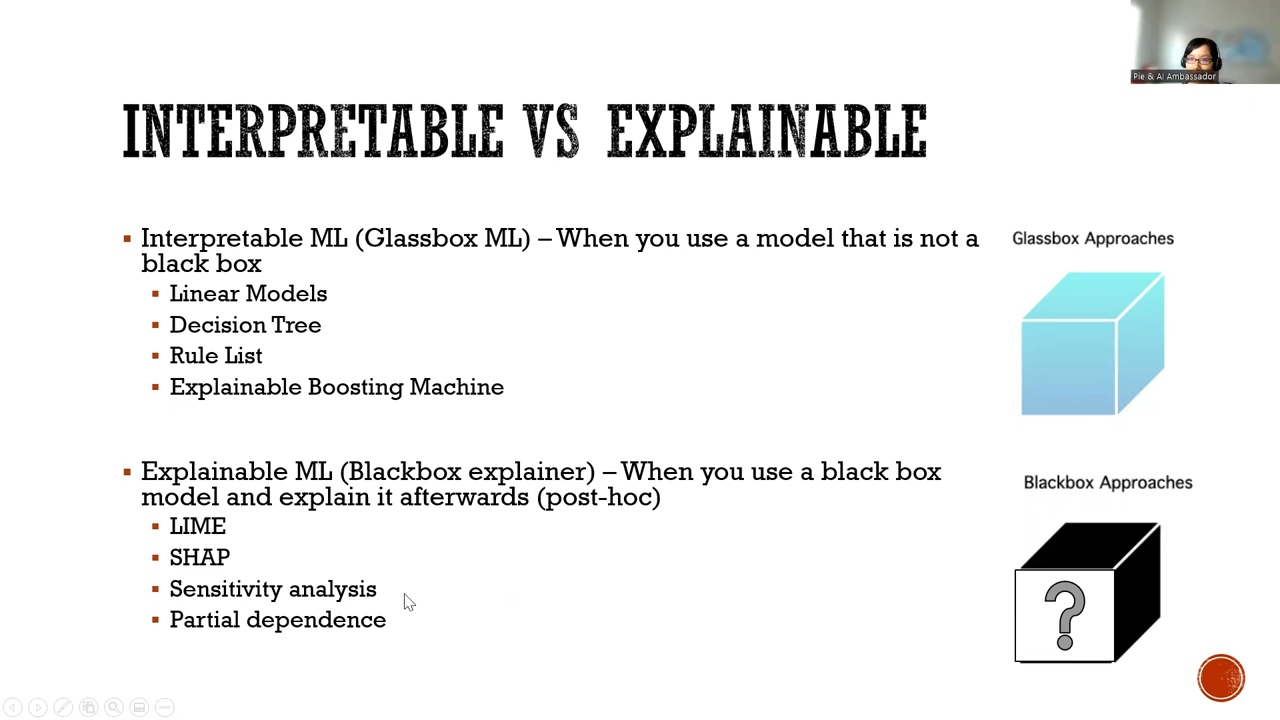 Pie & AI Ambassador
INTERPRETABLE VS EXPLAINABLE
Interpretable ML (Glassbox ML) – When you use a model that is not a
black box
Linear Models
Decision Tree
Rule List
Explainable Boosting Machine
Glassbox Approaches
Explainable ML (Blackbox explainer) – When you use a black box
model and explain it afterwards (post-hoc)
LIME
SHAP
Sensitivity analysis
Partial dependence
Blackbox Approaches
?